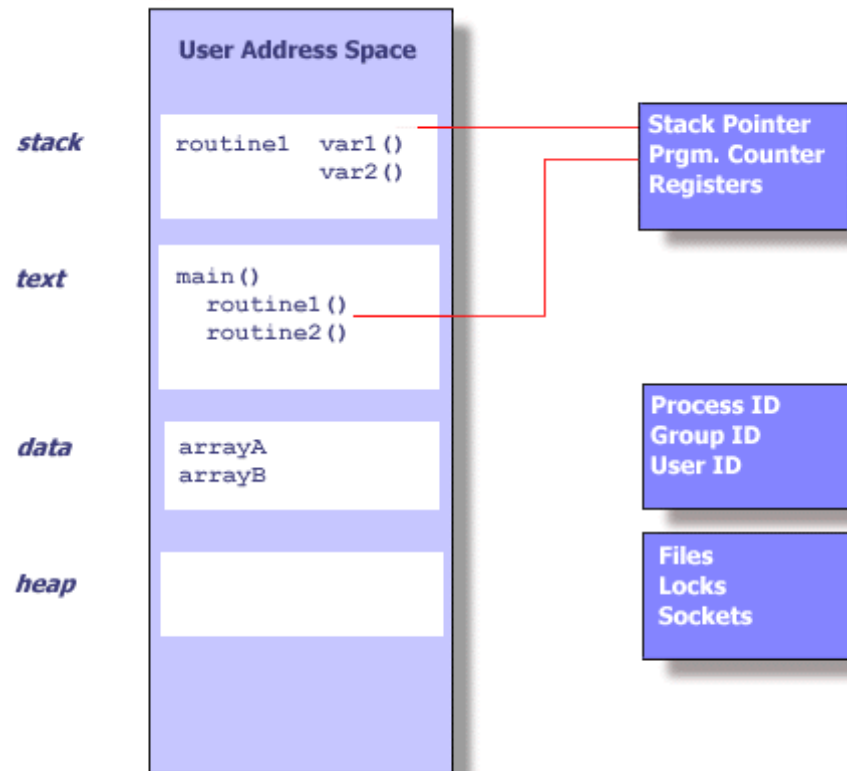 User Address Space
stack
routine1 var1()
var2()
text
main()
routine1()
routine2()
data
arrayA
arrayB
heap
Stack Pointer
Prgm. Counter
Registers
Process ID
Group ID
User ID
Files
Locks
Sockets